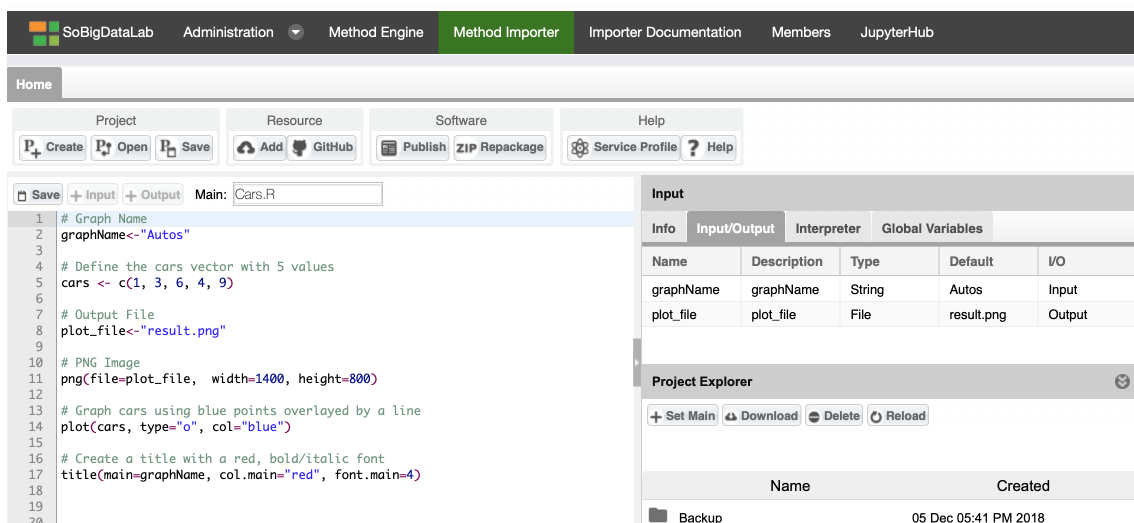 SoBigDataLab Administration Method Engine Method Importer Importer Documentation Members JupyterHub
Home
Project Resource Software Help
Create Open Save Add GitHub Publish ZIP Repackage Service Profile ? Help
Save + Input + Output Main: Cars.R
1 # Graph Name
2 graphName<-"Autos"
3
4 # Define the cars vector with 5 values
5 cars <- c(1, 3, 6, 4, 9)
6
7 # Output File
8 plot_file<-"result.png"
9
10 # PNG Image
11 png(file=plot_file,  width=1400, height=800)
12
13 # Graph cars using blue points overlayed by a line
14 plot(cars, type="o", col="blue")
15
16 # Create a title with a red, bold/italic font
17 title(main=graphName, col.main="red", font.main=4)
18
19
20
Input
Info Input/Output Interpreter Global Variables
Name Description Type Default I/O
graphName graphName String Autos Input
plot_file plot_file File result.png Output
Project Explorer
+ Set Main Download Delete Reload
Name Created
Backup 05 Dec 05:41 PM 2018